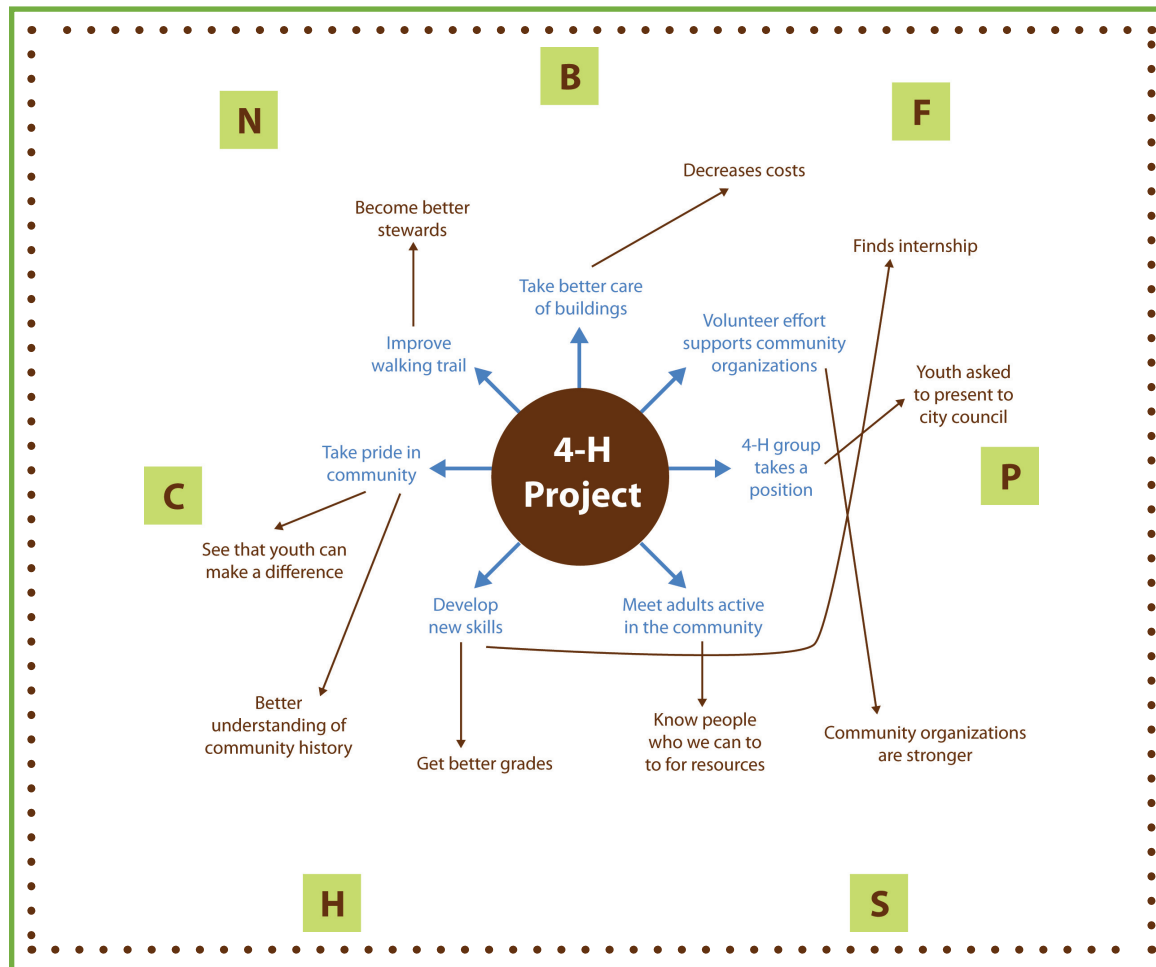 B
F
N
Decreases costs
Become better
stewards
Finds internship
Take better care
of buildings
Volunteer effort
supports community
organizations
Improve
walking trail
Youth asked
to present to
city council
4-H
Project
Take pride in
community
4-H group
takes a
position
C
P
See that youth can
make a difference
Develop
new skills
Meet adults active
in the community
Better
understanding of
community history
Know people
who we can to
to for resources
Community organizations
are stronger
Get better grades
H
S